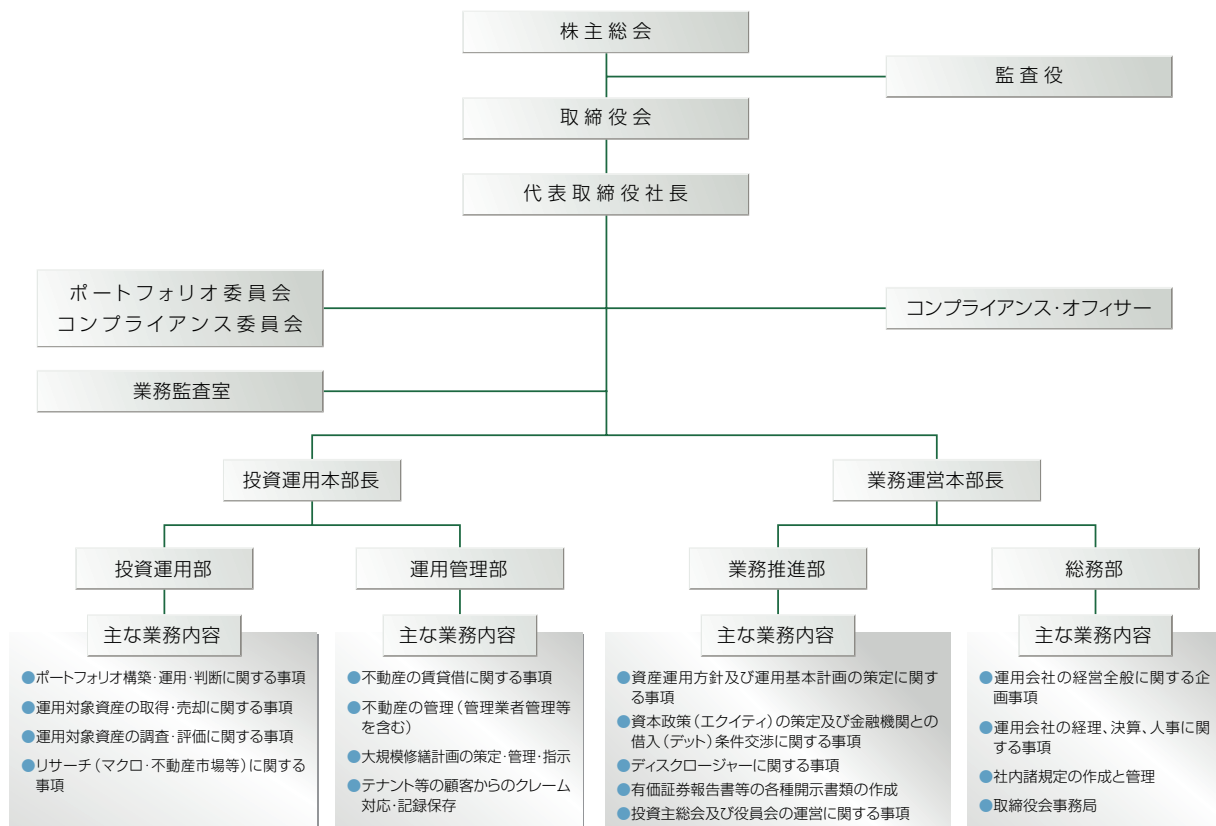 株主総会
監査役
取締役会
代表取締役社長
ポートフォリオ委員会
コンプライアンス委員会
コンプライアンス・オフィサー
業務監査室
投資運用本部長
業務運営本部長
投資運用部
運用管理部
業務推進部
総務部
主な業務内容
●ポートフォリオ構築・運用・判断に関する事項
●運用対象資産の取得・売却に関する事項
●運用対象資産の調査・評価に関する事項
●リサーチ(マクロ・不動産市場等)に関する
事項
主な業務内容
●不動産の賃貸借に関する事項
●不動産の管理(管理業者管理等
を含む)
●大規模修繕計画の策定・管理・指示
●テナント等の顧客からのクレーム
対応・記録保存
主な業務内容
●資産運用方針及び運用基本計画の策定に関す
る事項
●資本政策(エクイティ)の策定及び金融機関との
借入(デット)条件交渉に関する事項
●ディスクロージャーに関する事項
●有価証券報告書等の各種開示書類の作成
●投資主総会及び役員会の運営に関する事項
主な業務内容
●運用会社の経営全般に関する企
画事項
●運用会社の経理、決算、人事に関
する事項
●社内諸規定の作成と管理
●取締役会事務局